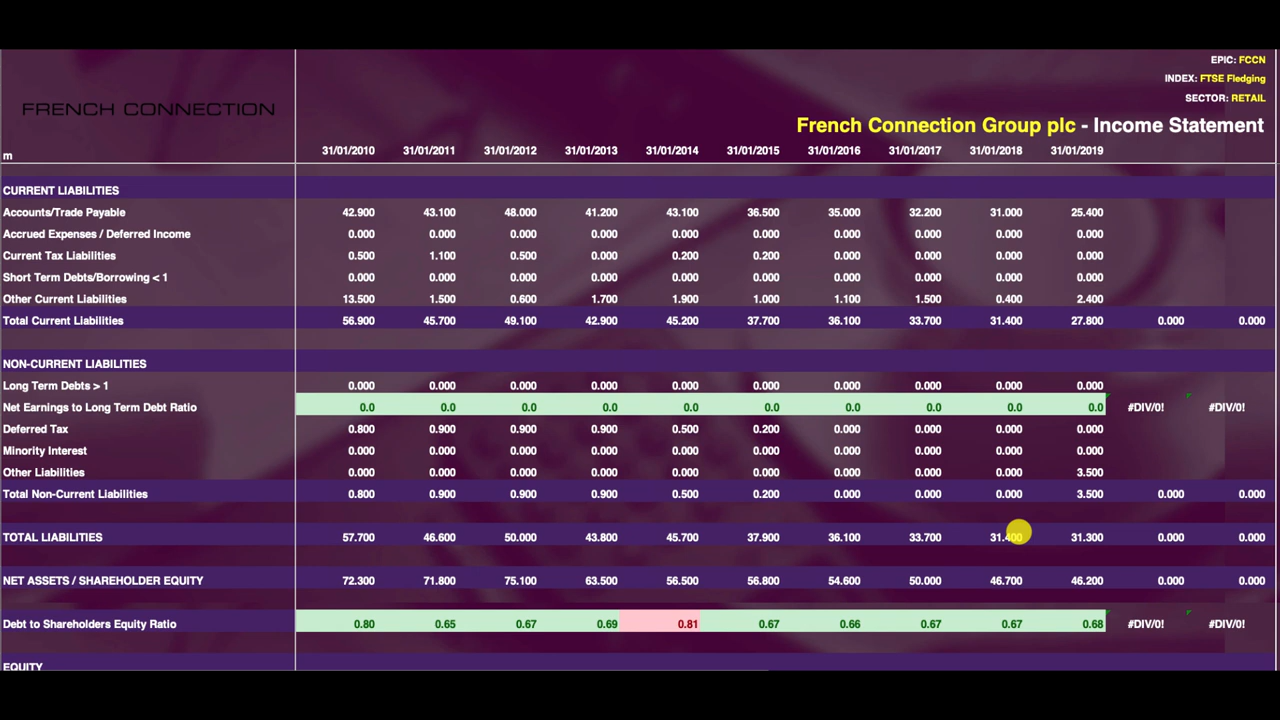 EPIC: FCCN
INDEX: FTSE Fledging
SECTOR: RETAIL
FRENCH CONNECTION
French Connection Group plc - Income Statement
m 31/01/2010 31/01/2011 31/01/2012 31/01/2013 31/01/2014 31/01/2015 31/01/2016 31/01/2017 31/01/2018 31/01/2019
CURRENT LIABILITIES
Accounts/Trade Payable 42.900 43.100 48.000 41.200 43.100 36.500 35.000 32.200 31.000 25.400
Accrued Expenses / Deferred Income 0.000 0.000 0.000 0.000 0.000 0.000 0.000 0.000 0.000 0.000
Current Tax Liabilities 0.500 1.100 0.500 0.000 0.200 0.200 0.000 0.000 0.000 0.000
Short Term Debts/Borrowing < 1 0.000 0.000 0.000 0.000 0.000 0.000 0.000 0.000 0.000 0.000
Other Current Liabilities 13.500 1.500 0.600 1.700 1.900 1.000 1.100 1.500 0.400 2.400
Total Current Liabilities 56.900 45.700 49.100 42.900 45.200 37.700 36.100 33.700 31.400 27.800 0.000 0.000
NON-CURRENT LIABILITIES
Long Term Debts > 1 0.000 0.000 0.000 0.000 0.000 0.000 0.000 0.000 0.000 0.000
Net Earnings to Long Term Debt Ratio 0.0 0.0 0.0 0.0 0.0 0.0 0.0 0.0 0.0 0.0 #DIV/0! #DIV/0!
Deferred Tax 0.800 0.900 0.900 0.900 0.500 0.200 0.000 0.000 0.000 0.000
Minority Interest 0.000 0.000 0.000 0.000 0.000 0.000 0.000 0.000 0.000 0.000
Other Liabilities 0.000 0.000 0.000 0.000 0.000 0.000 0.000 0.000 0.000 3.500
Total Non-Current Liabilities 0.800 0.900 0.900 0.900 0.500 0.200 0.000 0.000 0.000 3.500 0.000 0.000
TOTAL LIABILITIES 57.700 46.600 50.000 43.800 45.700 37.900 36.100 33.700 31.400 31.300 0.000 0.000
NET ASSETS / SHAREHOLDER EQUITY 72.300 71.800 75.100 63.500 56.500 56.800 54.600 50.000 46.700 46.200 0.000 0.000
Debt to Shareholders Equity Ratio 0.80 0.65 0.67 0.69 0.81 0.67 0.66 0.67 0.67 0.68 #DIV/0! #DIV/0!
EQUITY